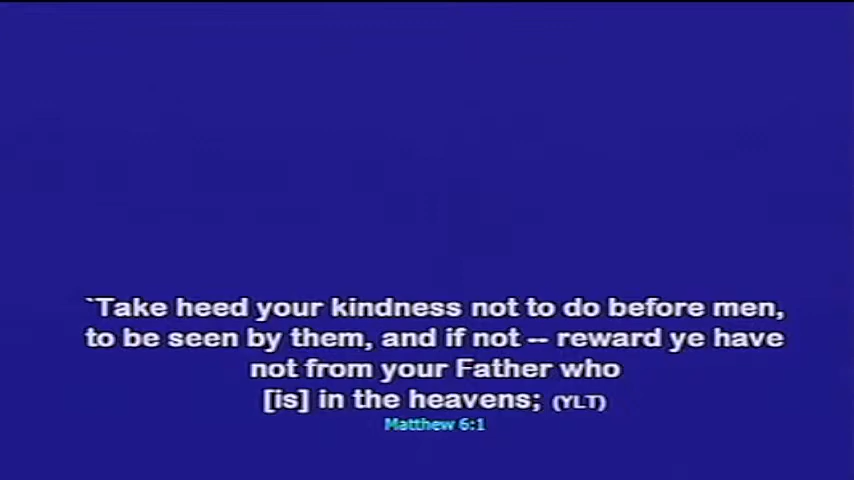 `Take heed your kindness not to do before men,
to be seen by them, and if not -- reward ye have
not from your Father who
[is] in the heavens; (YLT)
Matthew 6:1